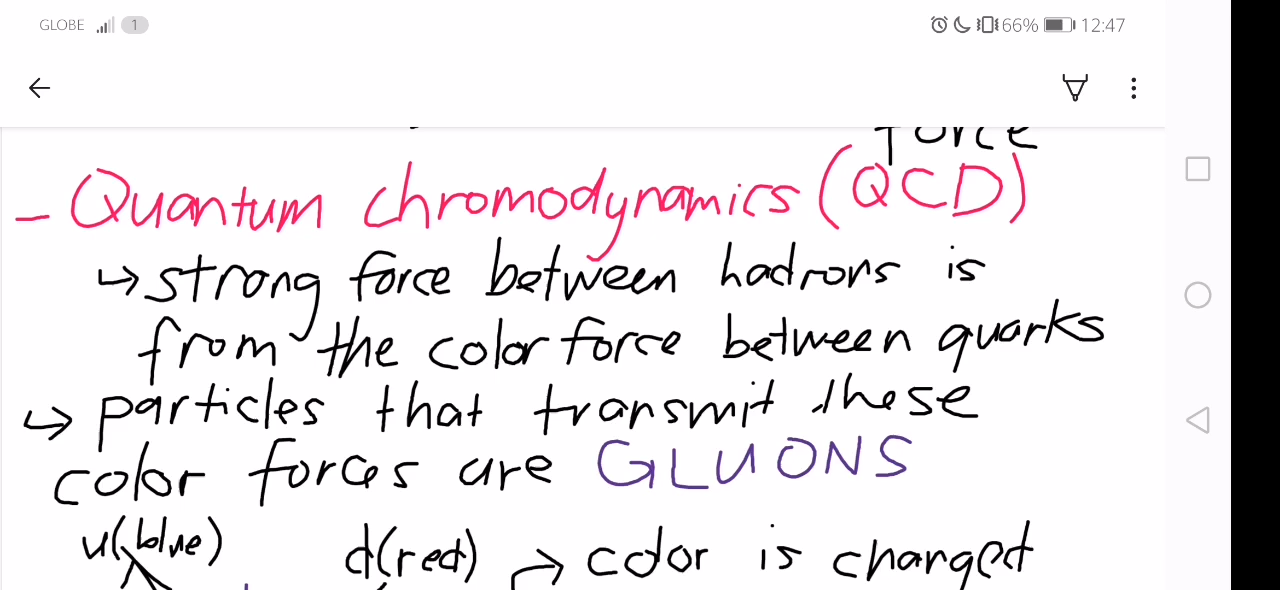 GLOBE 1 66% 12:47
force
- Quantum chromodynamics (QCD)
↳ strong force between hadrons is
from the color force between quarks
↳ particles that transmit these
color forces are GLUONS
u(blue) d(red) → color is changed